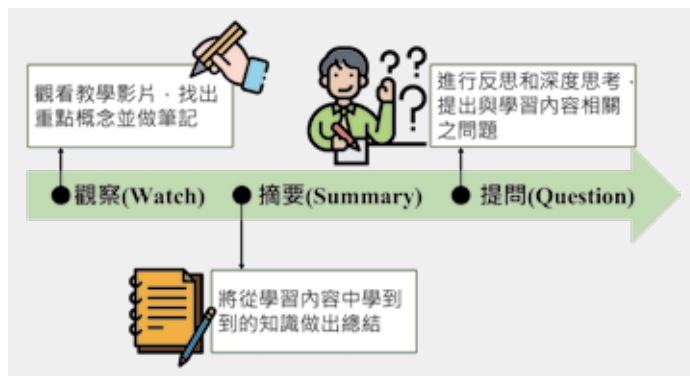 觀看教學影片，找出
重點概念並做筆記
進行反思和深度思考，
提出與學習內容相關
之問題
觀察(Watch)
摘要(Summary)
提問(Question)
將從學習內容中學到
到的知識做出總結
? ? ?